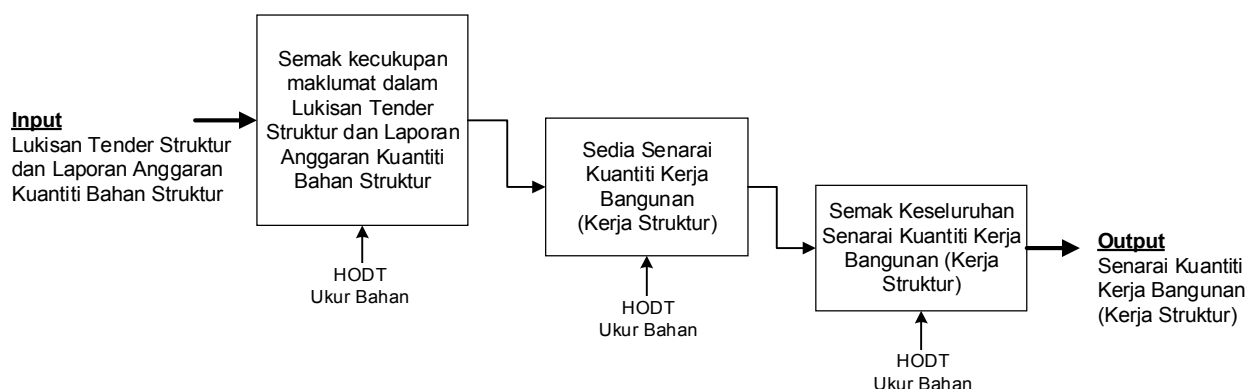 Input
Lukisan Tender Struktur
dan Laporan Anggaran
Kuantiti Bahan Struktur
Semak kecukupan
maklumat dalam
Lukisan Tender
Struktur dan Laporan
Anggaran Kuantiti
Bahan Struktur
HODT
Ukur Bahan
Sedia Senarai
Kuantiti Kerja
Bangunan
(Kerja Struktur)
HODT
Ukur Bahan
Semak Keseluruhan
Senarai Kuantiti Kerja
Bangunan (Kerja
Struktur)
HODT
Ukur Bahan
Output
Senarai Kuantiti
Kerja Bangunan
(Kerja Struktur)